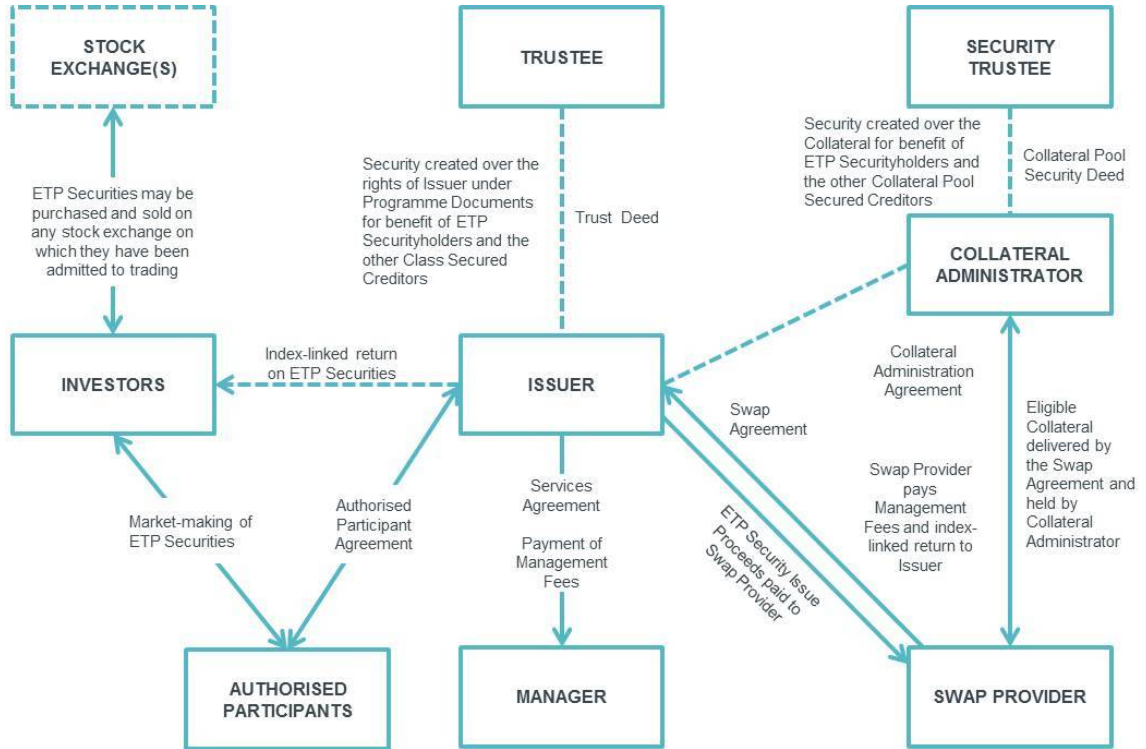 STOCK
EXCHANGE(S)
TRUSTEE
SECURITY
TRUSTEE
ETP Securities may be
purchased and sold on
any stock exchange on
which they have been
admitted to trading
Security created over the
rights of Issuer under
Programme Documents
for benefit of ETP
Securityholders and the
other Class Secured
Creditors
Trust Deed
Security created over the
Collateral for benefit of
ETP Securityholders and
the other Collateral Pool
Secured Creditors
Collateral Pool
Security Deed
COLLATERAL
ADMINISTRATOR
INVESTORS
Index-linked return
on ETP Securities
ISSUER
Collateral
Administration
Agreement
Swap
Agreement
Eligible
Collateral
delivered by
the Swap
Agreement and
held by
Collateral
Administrator
Market-making of
ETP Securities
Authorised
Participant
Agreement
Services
Agreement
Payment of
Management
Fees
ETP Security Issue
Proceeds paid to
Swap Provider
Swap Provider
pays
Management
Fees and index-
linked return to
Issuer
AUTHORISED
PARTICIPANTS
MANAGER
SWAP PROVIDER